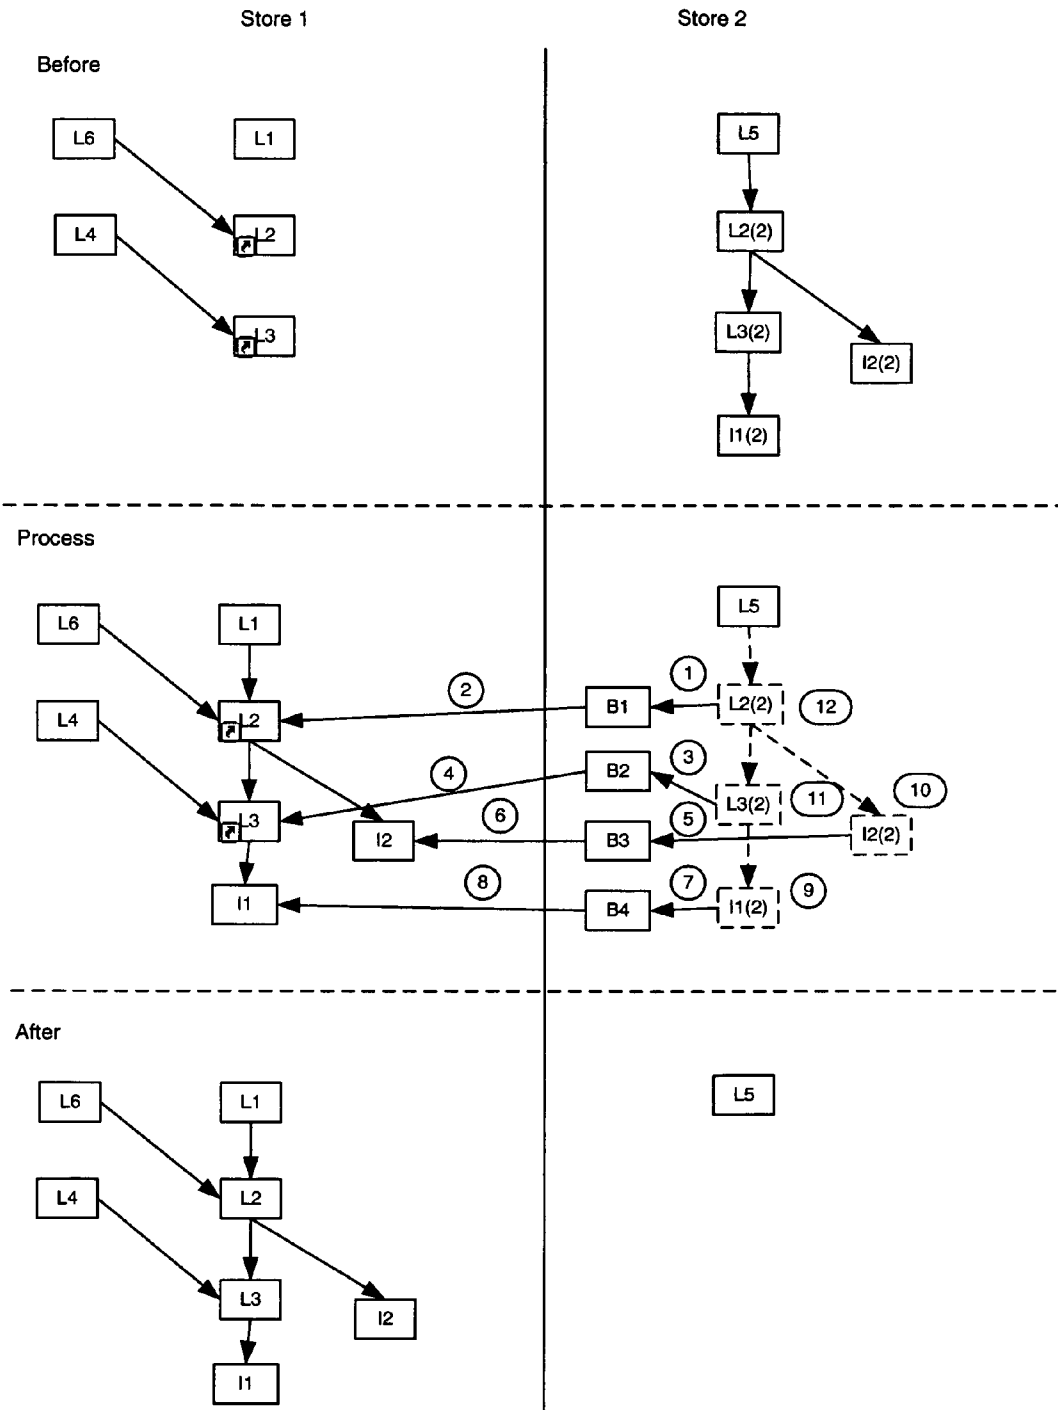 Store 1 Store 2
Before
L6 L1 L5
L4 L2 L2(2)
L3 L3(2)
I2(2)
I1(2)
Process
L5
L6 L1
1
2 L2(2)
L4 L2 B1 12
3
4 B2
L3(2) 11 10
L3 6 5
I2 B3 I2(2)
8 7 9
I1 B4 I1(2)
After
L6 L1 L5
L4 L2
L3
I2
I1